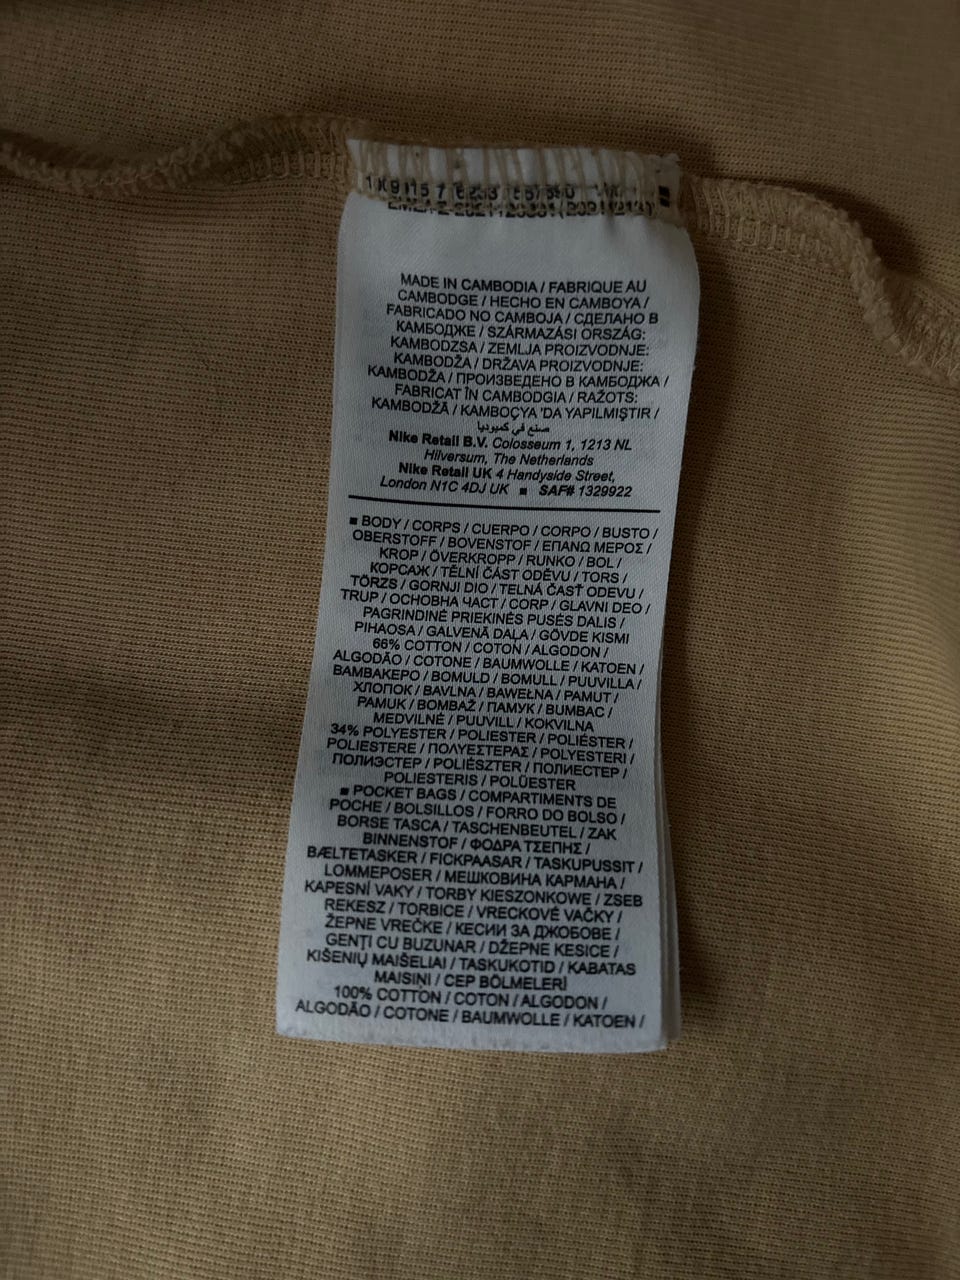 MADE IN CAMBODIA / FABRIQUE AU
CAMBODGE / HECHO EN CAMBOYA /
FABRICADO NO CAMBOJA / СДЕЛАНО В
КАМБОДЖЕ / SZÁRMAZÁSI ORSZÁG:
KAMBODZSA / ZEMLJA PROIZVODNJE:
KAMBODŽA / DRŽAVA PROIZVODNJE:
KAMBODŽA / ПРОИЗВЕДЕНО В КАМБОДЖА /
FABRICAT ÎN CAMBODGIA / RAŽOTS:
KAMBODŽĀ / KAMBOÇYA 'DA YAPILMIŞTIR /
صنع في كمبوديا
Nike Retail B.V. Colosseum 1, 1213 NL
Hilversum, The Netherlands
Nike Retail UK 4 Handyside Street,
London N1C 4DJ UK ■ SAF# 1329922
■ BODY / CORPS / CUERPO / CORPO / BUSTO /
OBERSTOFF / BOVENSTOF / ΕΠΑΝΩ ΜΕΡΟΣ /
KROP / ÖVERKROPP / RUNKO / BOL /
КОРСАЖ / TĚLNÍ ČÁST ODĚVU / TORS /
TÖRZS / GORNJI DIO / TELNÁ ČASŤ ODEVU /
TRUP / ОСНОВНА ЧАСТ / CORP / GLAVNI DEO /
PAGRINDINĖ PRIEKINĖS PUSĖS DALIS /
PIHAOSA / GALVENĀ DAĻA / GÖVDE KISMI
66% COTTON / COTON / ALGODON /
ALGODÃO / COTONE / BAUMWOLLE / KATOEN /
ΒΑΜΒΑΚΕΡΟ / BOMULD / BOMULL / PUUVILLA /
ХЛОПОК / BAVLNA / BAWEŁNA / PAMUT /
PAMUK / BOMBAŽ / ПАМУК / BUMBAC /
MEDVILNĖ / PUUVILL / KOKVILNA
34% POLYESTER / POLIESTER / POLIÉSTER /
POLIESTERE / ΠΟΛΥΕΣΤΕΡΑΣ / POLYESTERI /
ПОЛИЭСТЕР / POLIÉSZTER / ПОЛИЕСТЕР /
POLIESTERIS / POLÜESTER
■ POCKET BAGS / COMPARTIMENTS DE
POCHE / BOLSILLOS / FORRO DO BOLSO /
BORSE TASCA / TASCHENBEUTEL / ZAK
BINNENSTOF / ΦΟΔΡΑ ΤΣΕΠΗΣ /
BÆLTETASKER / FICKPAASAR / TASKUPUSSIT /
LOMMEPOSER / МЕШКОВИНА КАРМАНА /
KAPESNÍ VAKY / TORBY KIESZONKOWE / ZSEB
REKESZ / TORBICE / VRECKOVÉ VAČKY /
ŽEPNE VREČKE / КЕСИИ ЗА ДЖОБОВЕ /
GENȚI CU BUZUNAR / DŽEPNE KESICE /
KIŠENIŲ MAIŠELIAI / TASKUKOTID / KABATAS
MAISIŅI / CEP BÖLMELERİ
100% COTTON / COTON / ALGODON /
ALGODÃO / COTONE / BAUMWOLLE / KATOEN /